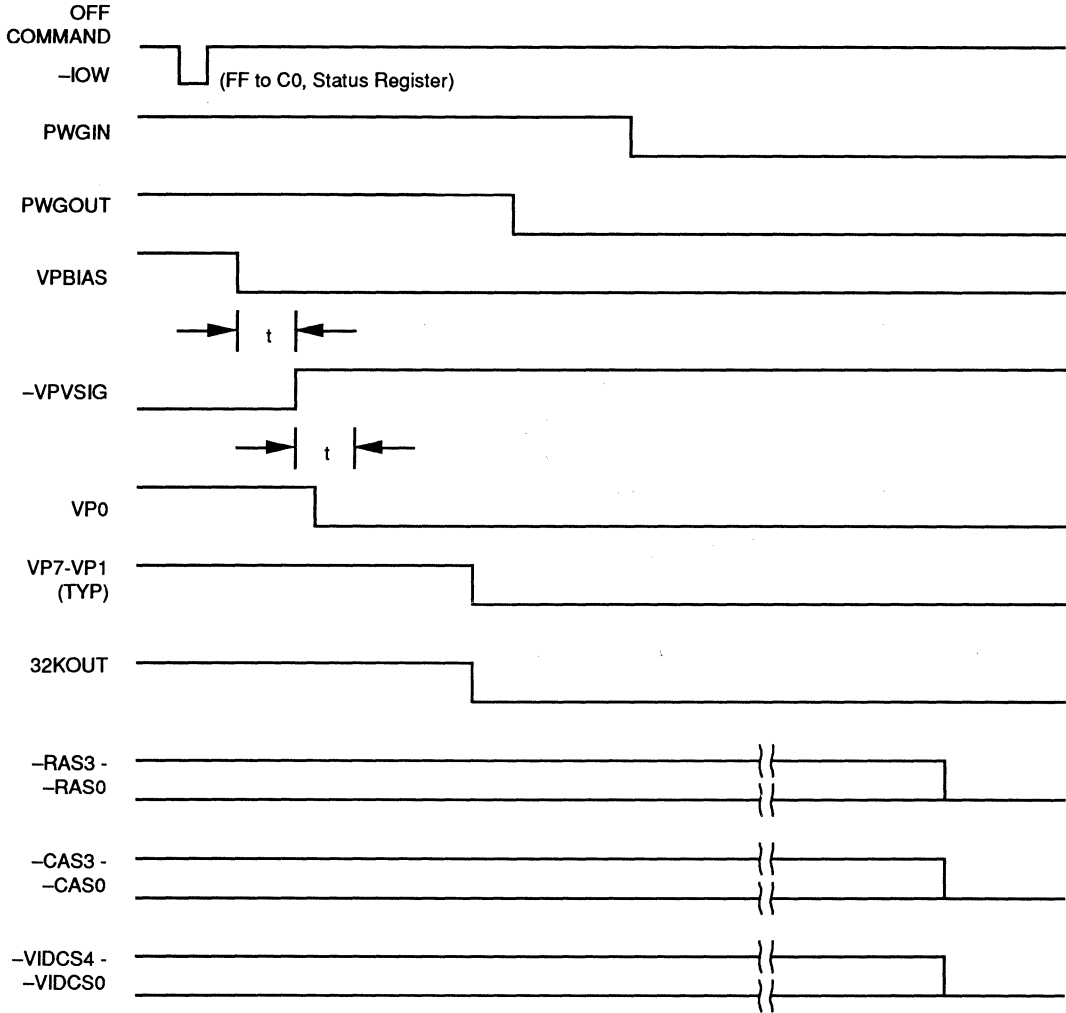 OFF
COMMAND
–IOW
(FF to C0, Status Register)
PWGIN
PWGOUT
VPBIAS
t
–VPVSIG
t
VP0
VP7-VP1
(TYP)
32KOUT
–RAS3 -
–RAS0
–CAS3 -
–CAS0
–VIDCS4 -
–VIDCS0